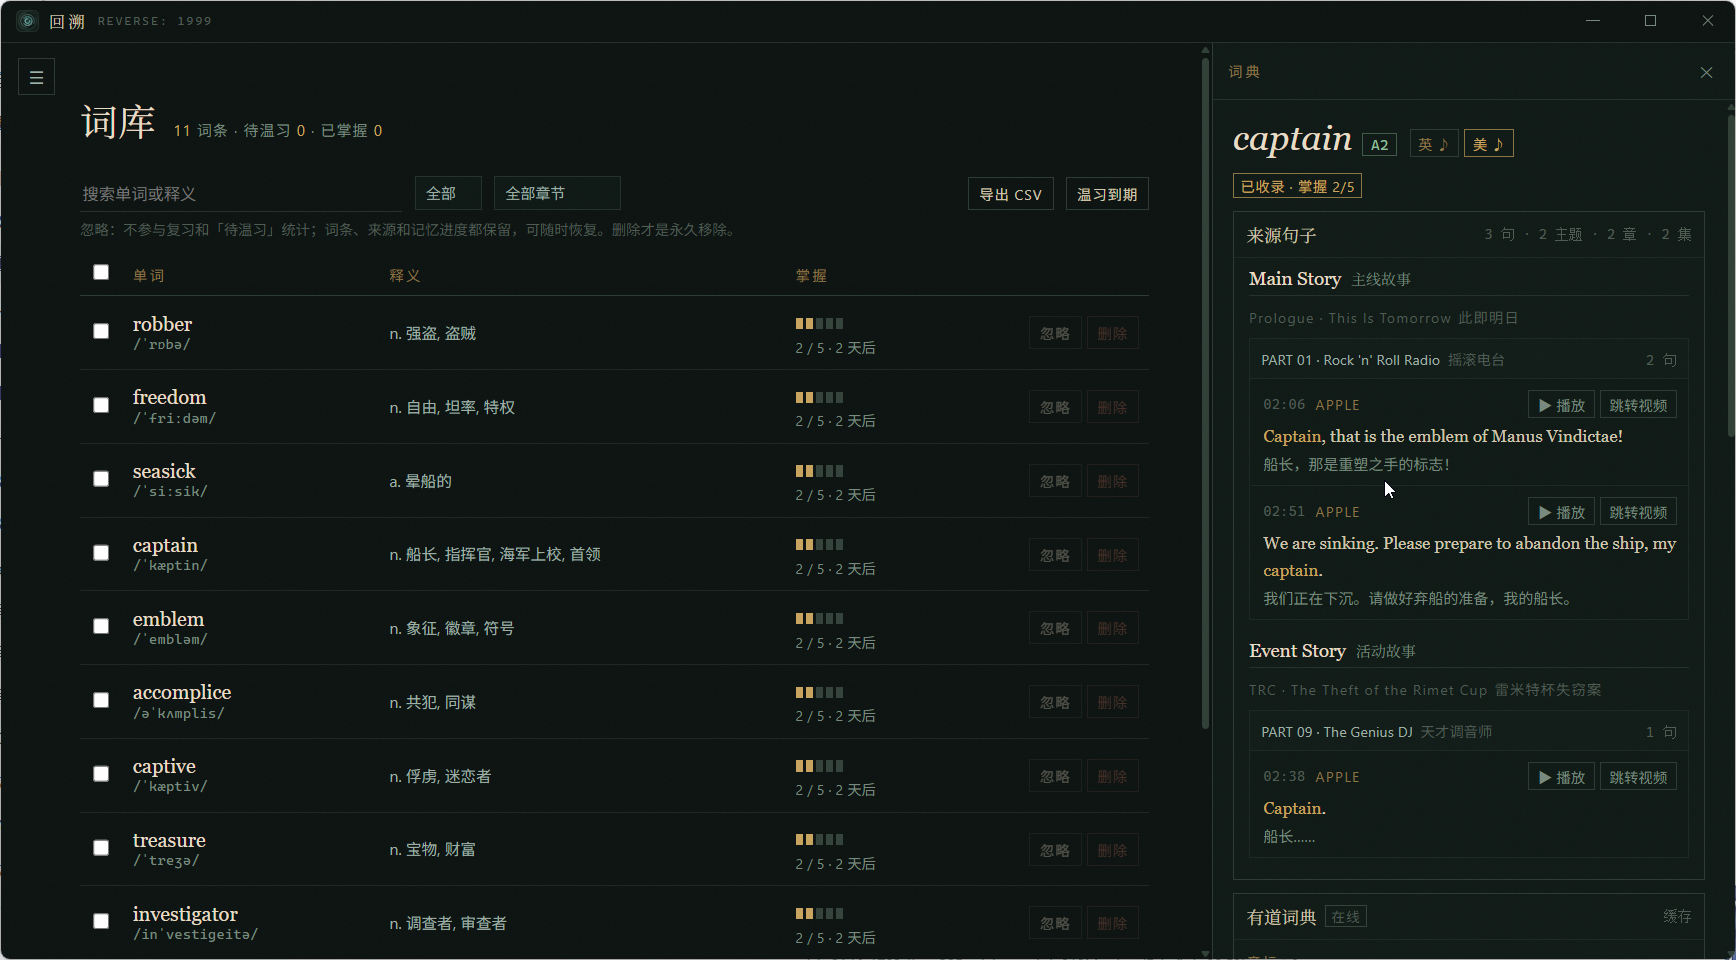 回溯 REVERSE: 1999
词库 11 词条 · 待温习 0 · 已掌握 0
搜索单词或释义 全部 全部章节 导出 CSV 温习到期
忽略：不参与复习和「待温习」统计；词条、来源和记忆进度都保留，可随时恢复。删除才是永久移除。
单词 释义 掌握
robber
/ˈrɒbə/
n. 强盗, 盗贼
2 / 5 · 2 天后
忽略 删除
freedom
/ˈfriːdəm/
n. 自由, 坦率, 特权
2 / 5 · 2 天后
忽略 删除
seasick
/ˈsiːsik/
a. 晕船的
2 / 5 · 2 天后
忽略 删除
captain
/ˈkæptin/
n. 船长, 指挥官, 海军上校, 首领
2 / 5 · 2 天后
忽略 删除
emblem
/ˈembləm/
n. 象征, 徽章, 符号
2 / 5 · 2 天后
忽略 删除
accomplice
/əˈkʌmplis/
n. 共犯, 同谋
2 / 5 · 2 天后
忽略 删除
captive
/ˈkæptiv/
n. 俘虏, 迷恋者
2 / 5 · 2 天后
忽略 删除
treasure
/ˈtreʒə/
n. 宝物, 财富
2 / 5 · 2 天后
忽略 删除
investigator
/inˈvestigeitə/
n. 调查者, 审查者
2 / 5 · 2 天后
忽略 删除
词典
captain A2 英 ♪ 美 ♪
已收录 · 掌握 2/5
来源句子 3 句 · 2 主题 · 2 章 · 2 集
Main Story 主线故事
Prologue · This Is Tomorrow 此即明日
PART 01 · Rock 'n' Roll Radio 摇滚电台 2 句
02:06 APPLE ▶ 播放 跳转视频
Captain, that is the emblem of Manus Vindictae!
船长，那是重塑之手的标志！
02:51 APPLE ▶ 播放 跳转视频
We are sinking. Please prepare to abandon the ship, my
captain.
我们正在下沉。请做好弃船的准备，我的船长。
Event Story 活动故事
TRC · The Theft of the Rimet Cup 雷米特杯失窃案
PART 09 · The Genius DJ 天才调音师 1 句
02:38 APPLE ▶ 播放 跳转视频
Captain.
船长……
有道词典 在线 缓存